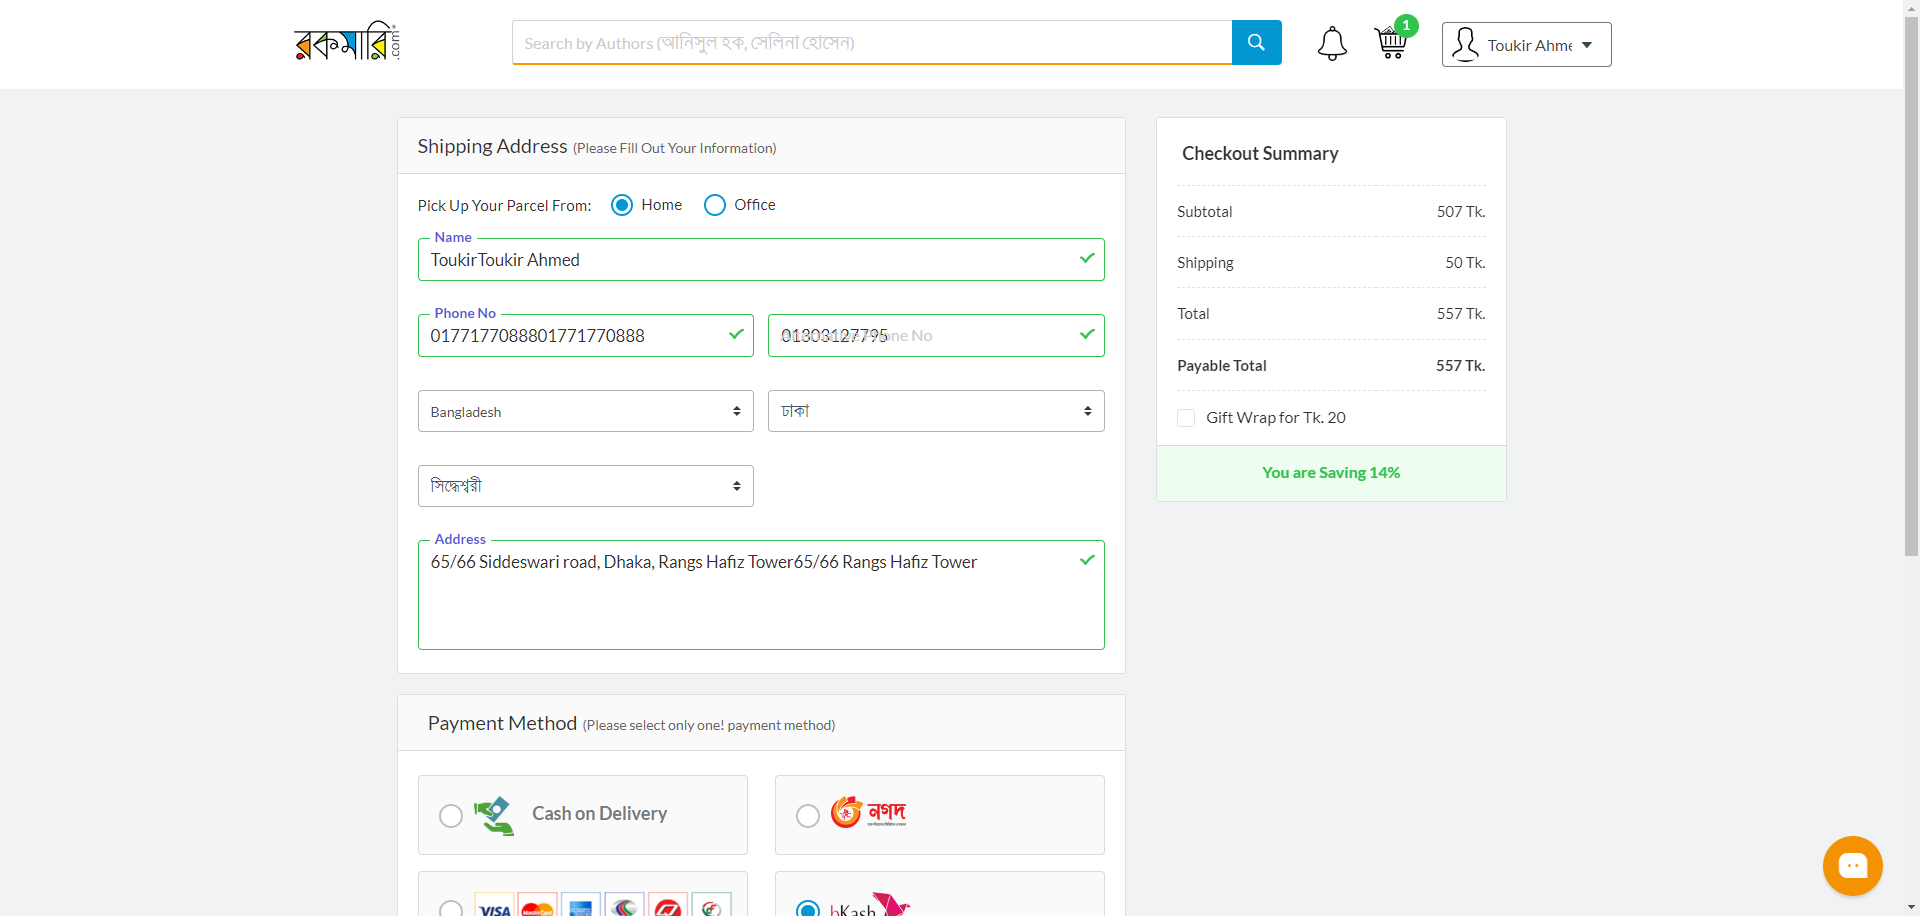 রকমারি.com
Search by Authors (আনিসুল হক, সেলিনা হোসেন)
1
Toukir Ahme
Shipping Address (Please Fill Out Your Information)
Pick Up Your Parcel From: Home Office
Name
ToukirToukir Ahmed
Phone No
0177177088801771770888
Bangladesh
ঢাকা
সিদ্ধেশ্বরী
Address
65/66 Siddeswari road, Dhaka, Rangs Hafiz Tower65/66 Rangs Hafiz Tower
Payment Method (Please select only one! payment method)
Cash on Delivery
নগদ
VISA
bKash
Checkout Summary
Subtotal 507 Tk.
Shipping 50 Tk.
Total 557 Tk.
Payable Total 557 Tk.
Gift Wrap for Tk. 20
You are Saving 14%